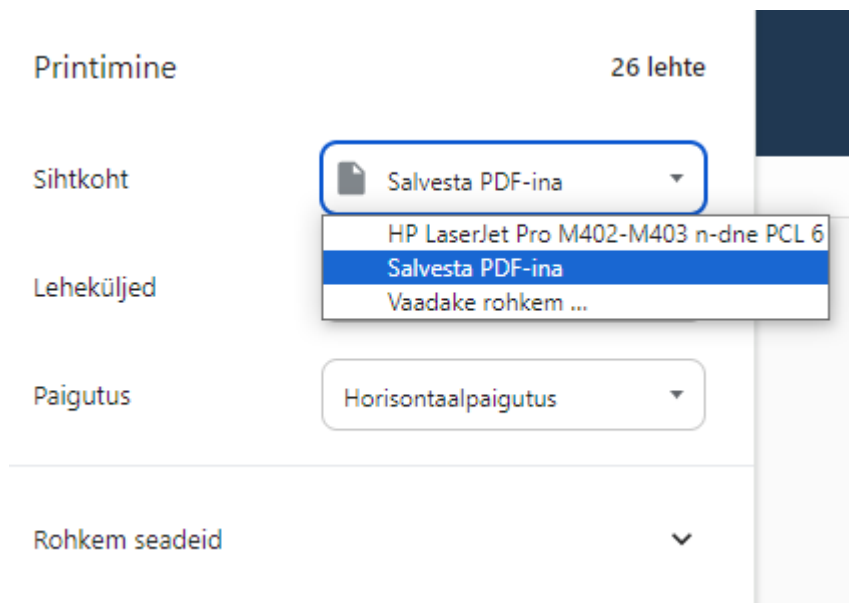 Printimine
26 lehte
Sihtkoht
Salvesta PDF-ina
HP LaserJet Pro M402-M403 n-dne PCL 6
Salvesta PDF-ina
Vaadake rohkem ...
Leheküljed
Paigutus
Horisontaalpaigutus
Rohkem seadeid